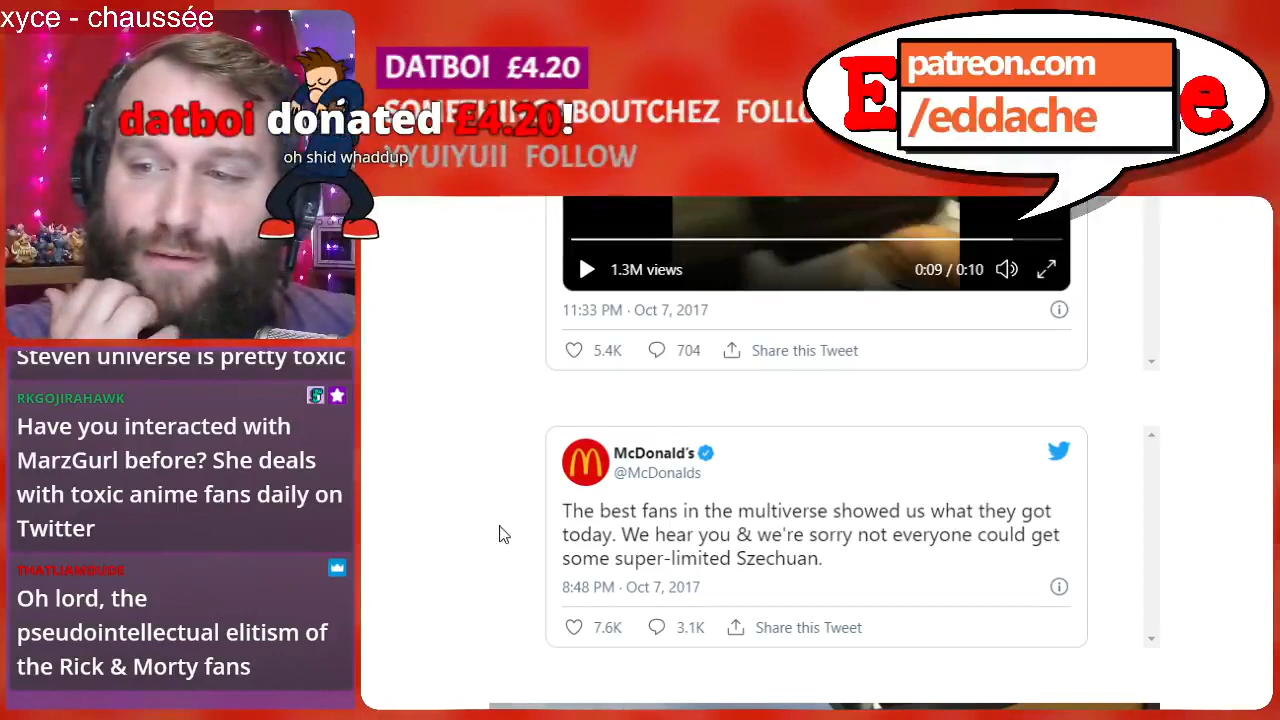 xyce - chaussée
DATBOI £4.20
datboi donated £4.20!
oh shid whaddup
FOLLO
XYUIYUII FOLLOW
E
e
patreon.com
/eddache
1.3M views
0:09 / 0:10
11:33 PM · Oct 7, 2017
5.4K
704
Share this Tweet
McDonald's
@McDonalds
The best fans in the multiverse showed us what they got
today. We hear you & we're sorry not everyone could get
some super-limited Szechuan.
8:48 PM · Oct 7, 2017
7.6K
3.1K
Share this Tweet
Steven universe is pretty toxic
RKGOJIRAHAWK
Have you interacted with
MarzGurl before? She deals
with toxic anime fans daily on
Twitter
THATLIAMDUDE
Oh lord, the
pseudointellectual elitism of
the Rick & Morty fans